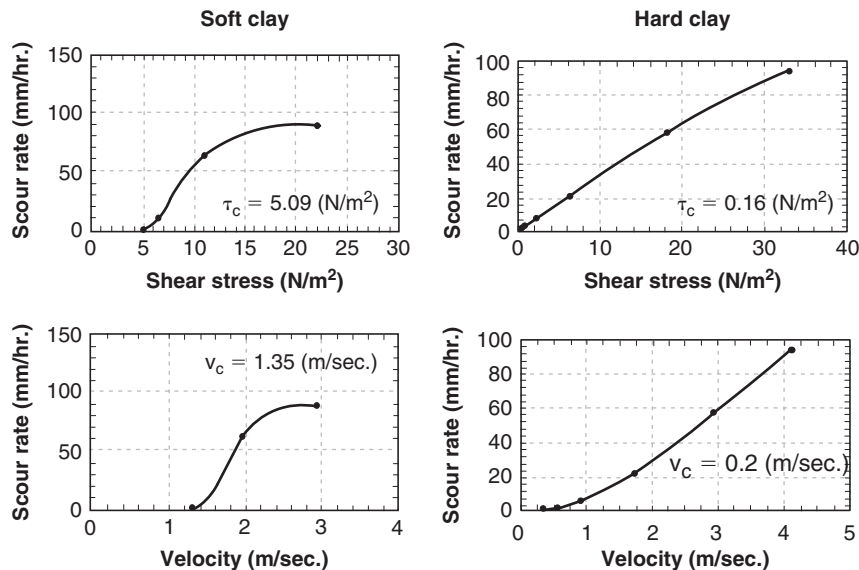 Soft clay
Scour rate (mm/hr.)
150
100
50
0
τc = 5.09 (N/m²)
0 5 10 15 20 25 30
Shear stress (N/m²)
Hard clay
Scour rate (mm/hr.)
100
80
60
40
20
0
τc = 0.16 (N/m²)
0 10 20 30 40
Shear stress (N/m²)
Scour rate (mm/hr.)
150
100
50
0
vc = 1.35 (m/sec.)
0 1 2 3 4
Velocity (m/sec.)
Scour rate (mm/hr.)
100
80
60
40
20
0
vc = 0.2 (m/sec.)
0 1 2 3 4 5
Velocity (m/sec.)